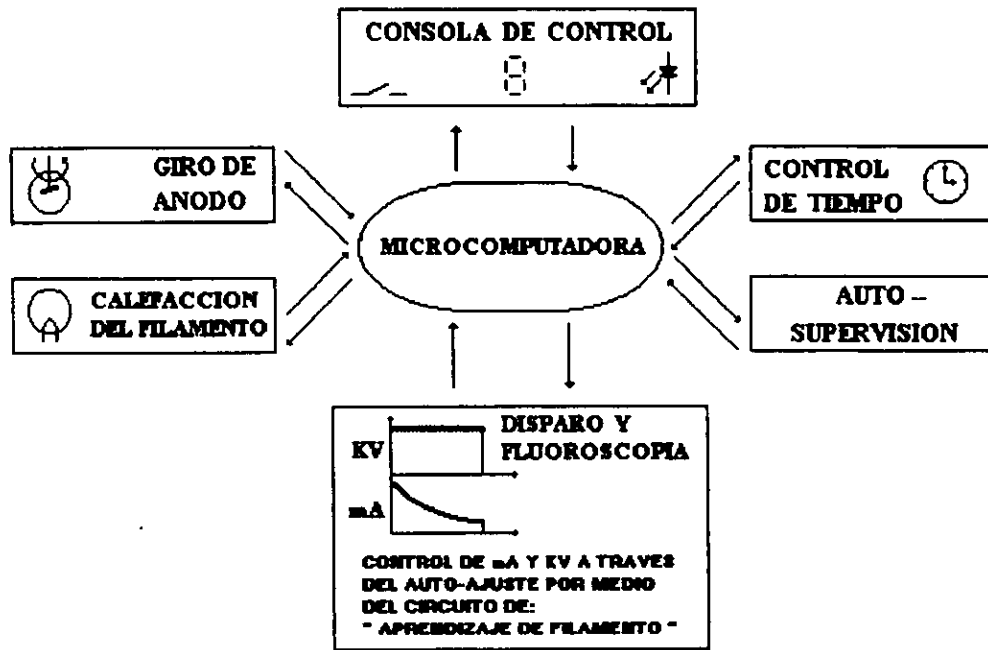 CONSOLA DE CONTROL
GIRO DE
ANODO
CONTROL
DE TIEMPO
MICROCOMPUTADORA
CALEFACCION
DEL FILAMENTO
AUTO –
SUPERVISION
DISPARO Y
FLUOROSCOPIA
KV
mA
CONTROL DE mA Y KV A TRAVES
DEL AUTO-AJUSTE POR MEDIO
DEL CIRCUITO DE:
" APRENDIZAJE DE FILAMENTO "